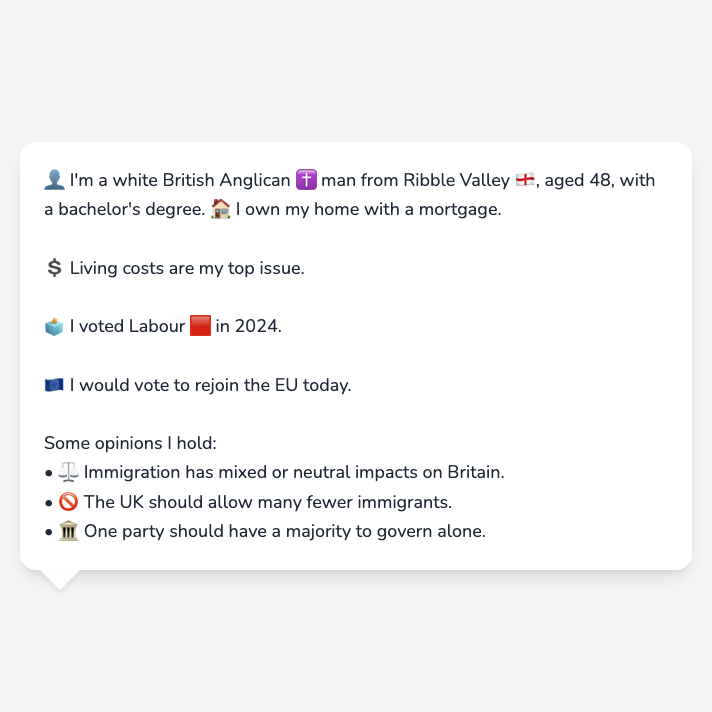 👤 I'm a white British Anglican ✝️ man from Ribble Valley 🏴󠁧󠁢󠁥󠁮󠁧󠁿, aged 48, with
a bachelor's degree. 🏠 I own my home with a mortgage.
💲 Living costs are my top issue.
🗳️ I voted Labour 🟥 in 2024.
🇪🇺 I would vote to rejoin the EU today.
Some opinions I hold:
• ⚖️ Immigration has mixed or neutral impacts on Britain.
• 🚫 The UK should allow many fewer immigrants.
• 🏛️ One party should have a majority to govern alone.